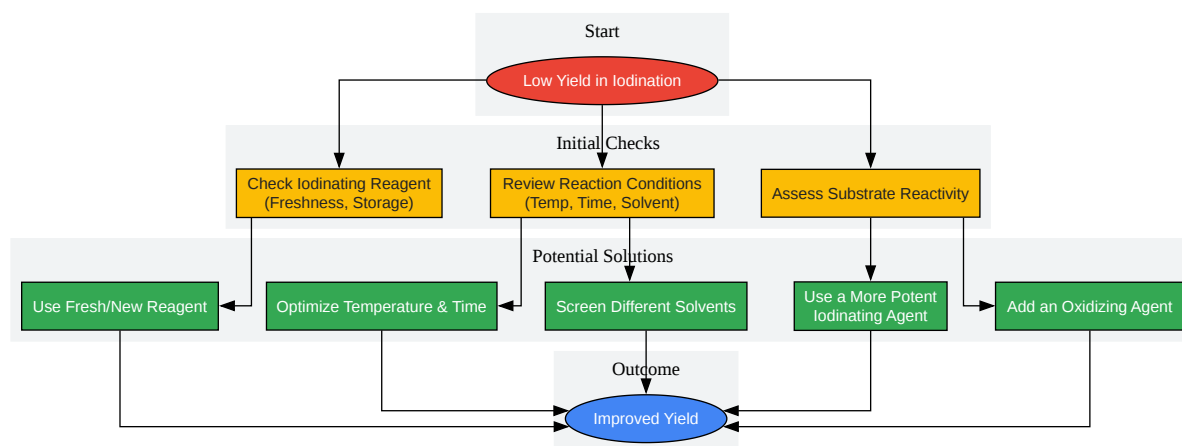 Start
Low Yield in Iodination
Initial Checks
Check Iodinating Reagent
(Freshness, Storage)
Review Reaction Conditions
(Temp, Time, Solvent)
Assess Substrate Reactivity
Potential Solutions
Use Fresh/New Reagent
Optimize Temperature & Time
Screen Different Solvents
Use a More Potent
Iodinating Agent
Add an Oxidizing Agent
Outcome
Improved Yield